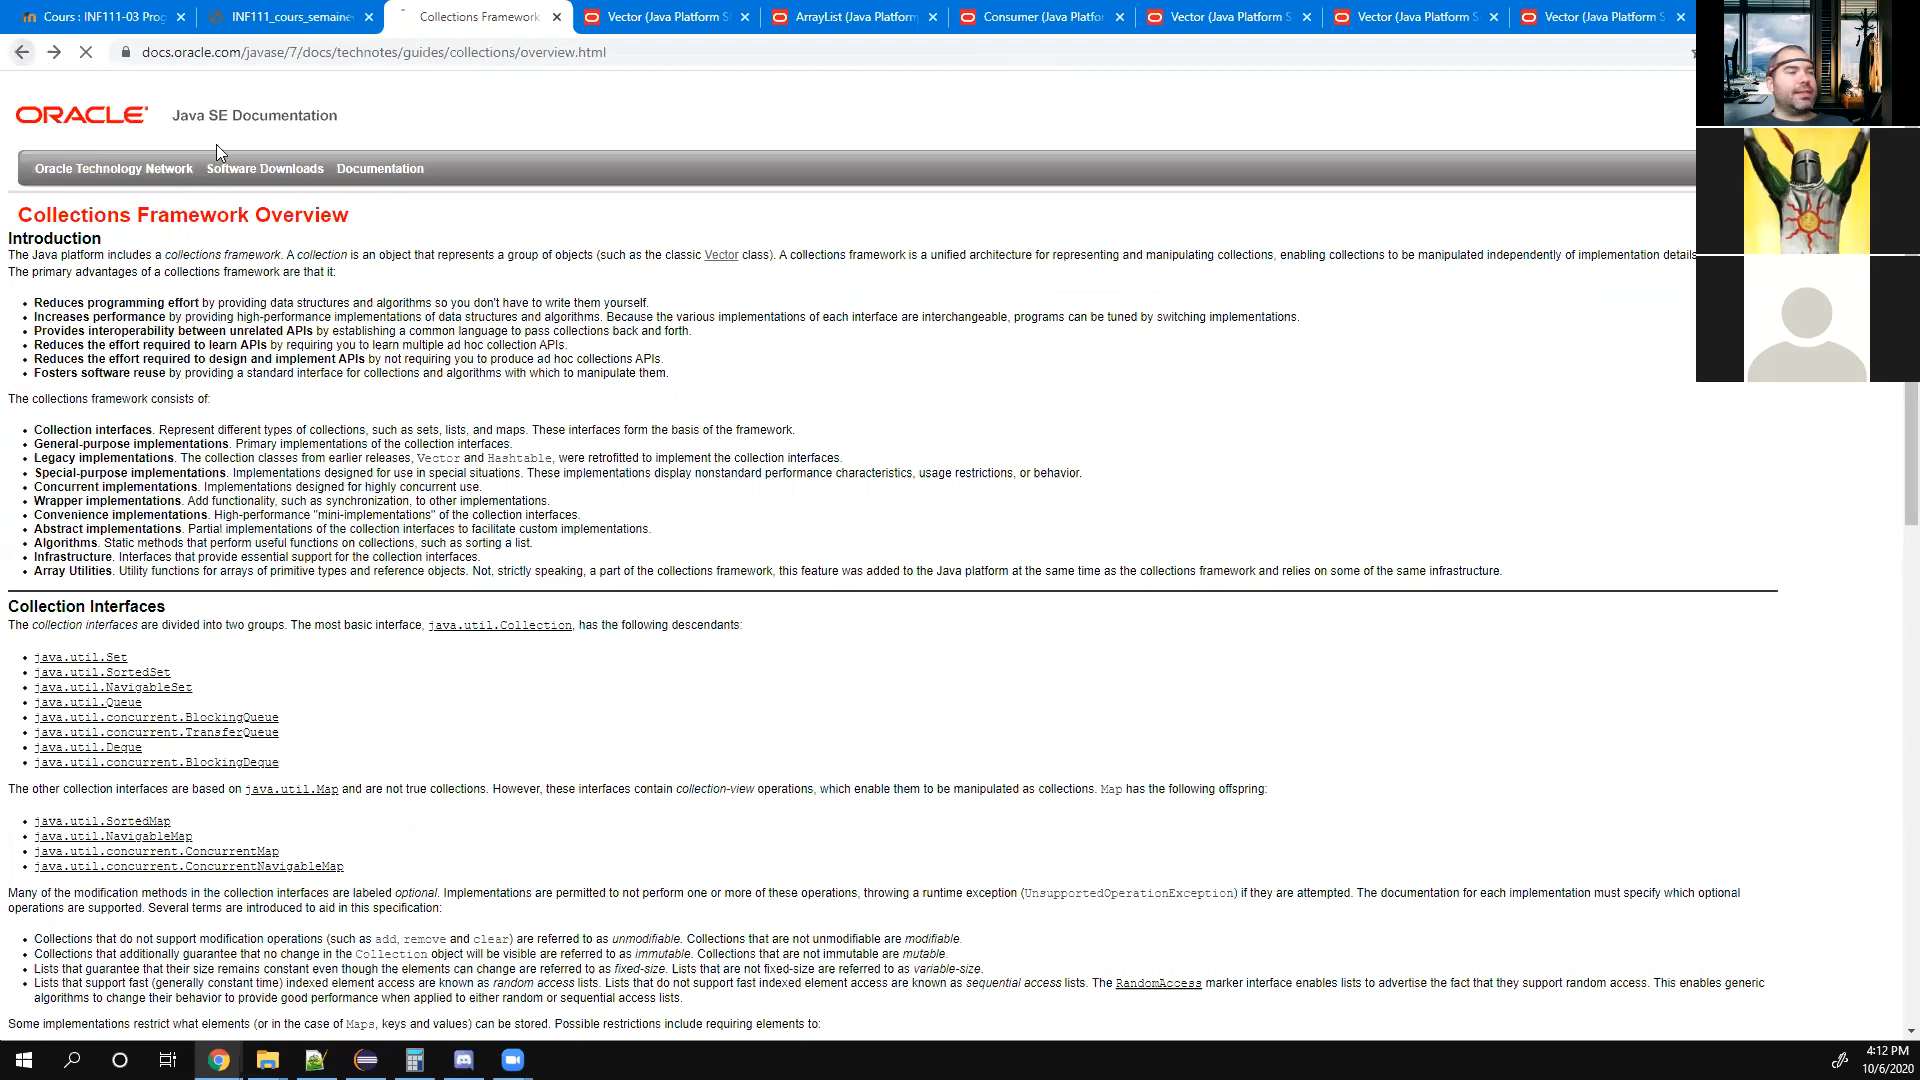 Cours : INF111-03 Prog
INF111_cours_semaine
Collections Framework
Vector (Java Platform S
ArrayList (Java Platform
Consumer (Java Platfo
Vector (Java Platform S
Vector (Java Platform S
Vector (Java Platform S
docs.oracle.com/javase/7/docs/technotes/guides/collections/overview.html
ORACLE Java SE Documentation
Oracle Technology Network Software Downloads Documentation
Collections Framework Overview
Introduction
The Java platform includes a collections framework. A collection is an object that represents a group of objects (such as the classic Vector class). A collections framework is a unified architecture for representing and manipulating collections, enabling collections to be manipulated independently of implementation details
The primary advantages of a collections framework are that it:
• Reduces programming effort by providing data structures and algorithms so you don't have to write them yourself.
• Increases performance by providing high-performance implementations of data structures and algorithms. Because the various implementations of each interface are interchangeable, programs can be tuned by switching implementations.
• Provides interoperability between unrelated APIs by establishing a common language to pass collections back and forth.
• Reduces the effort required to learn APIs by requiring you to learn multiple ad hoc collection APIs.
• Reduces the effort required to design and implement APIs by not requiring you to produce ad hoc collections APIs.
• Fosters software reuse by providing a standard interface for collections and algorithms with which to manipulate them.
The collections framework consists of:
• Collection interfaces. Represent different types of collections, such as sets, lists, and maps. These interfaces form the basis of the framework.
• General-purpose implementations. Primary implementations of the collection interfaces.
• Legacy implementations. The collection classes from earlier releases, Vector and Hashtable, were retrofitted to implement the collection interfaces.
• Special-purpose implementations. Implementations designed for use in special situations. These implementations display nonstandard performance characteristics, usage restrictions, or behavior.
• Concurrent implementations. Implementations designed for highly concurrent use.
• Wrapper implementations. Add functionality, such as synchronization, to other implementations.
• Convenience implementations. High-performance "mini-implementations" of the collection interfaces.
• Abstract implementations. Partial implementations of the collection interfaces to facilitate custom implementations.
• Algorithms. Static methods that perform useful functions on collections, such as sorting a list.
• Infrastructure. Interfaces that provide essential support for the collection interfaces.
• Array Utilities. Utility functions for arrays of primitive types and reference objects. Not, strictly speaking, a part of the collections framework, this feature was added to the Java platform at the same time as the collections framework and relies on some of the same infrastructure.
Collection Interfaces
The collection interfaces are divided into two groups. The most basic interface, java.util.Collection, has the following descendants:
• java.util.Set
• java.util.SortedSet
• java.util.NavigableSet
• java.util.Queue
• java.util.concurrent.BlockingQueue
• java.util.concurrent.TransferQueue
• java.util.Deque
• java.util.concurrent.BlockingDeque
The other collection interfaces are based on java.util.Map and are not true collections. However, these interfaces contain collection-view operations, which enable them to be manipulated as collections. Map has the following offspring:
• java.util.SortedMap
• java.util.NavigableMap
• java.util.concurrent.ConcurrentMap
• java.util.concurrent.ConcurrentNavigableMap
Many of the modification methods in the collection interfaces are labeled optional. Implementations are permitted to not perform one or more of these operations, throwing a runtime exception (UnsupportedOperationException) if they are attempted. The documentation for each implementation must specify which optional
operations are supported. Several terms are introduced to aid in this specification:
• Collections that do not support modification operations (such as add, remove and clear) are referred to as unmodifiable. Collections that are not unmodifiable are modifiable.
• Collections that additionally guarantee that no change in the Collection object will be visible are referred to as immutable. Collections that are not immutable are mutable.
• Lists that guarantee that their size remains constant even though the elements can change are referred to as fixed-size. Lists that are not fixed-size are referred to as variable-size.
• Lists that support fast (generally constant time) indexed element access are known as random access lists. Lists that do not support fast indexed element access are known as sequential access lists. The RandomAccess marker interface enables lists to advertise the fact that they support random access. This enables generic
algorithms to change their behavior to provide good performance when applied to either random or sequential access lists.
Some implementations restrict what elements (or in the case of Maps, keys and values) can be stored. Possible restrictions include requiring elements to:
4:12 PM
10/6/2020